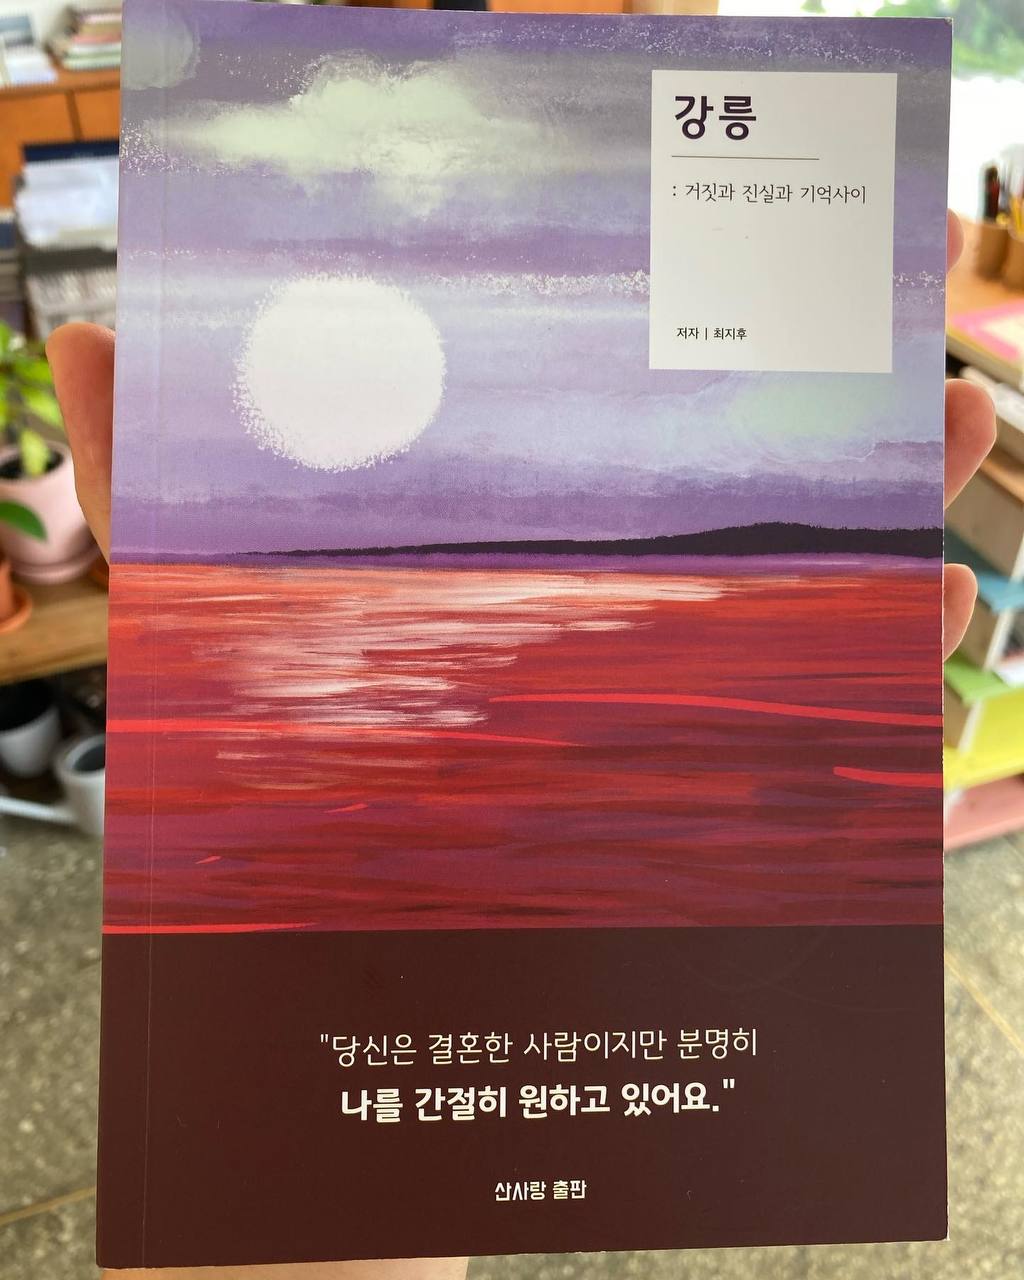 강릉
: 거짓과 진실과 기억사이
저자 | 최지후
"당신은 결혼한 사람이지만 분명히
나를 간절히 원하고 있어요."
산사랑 출판